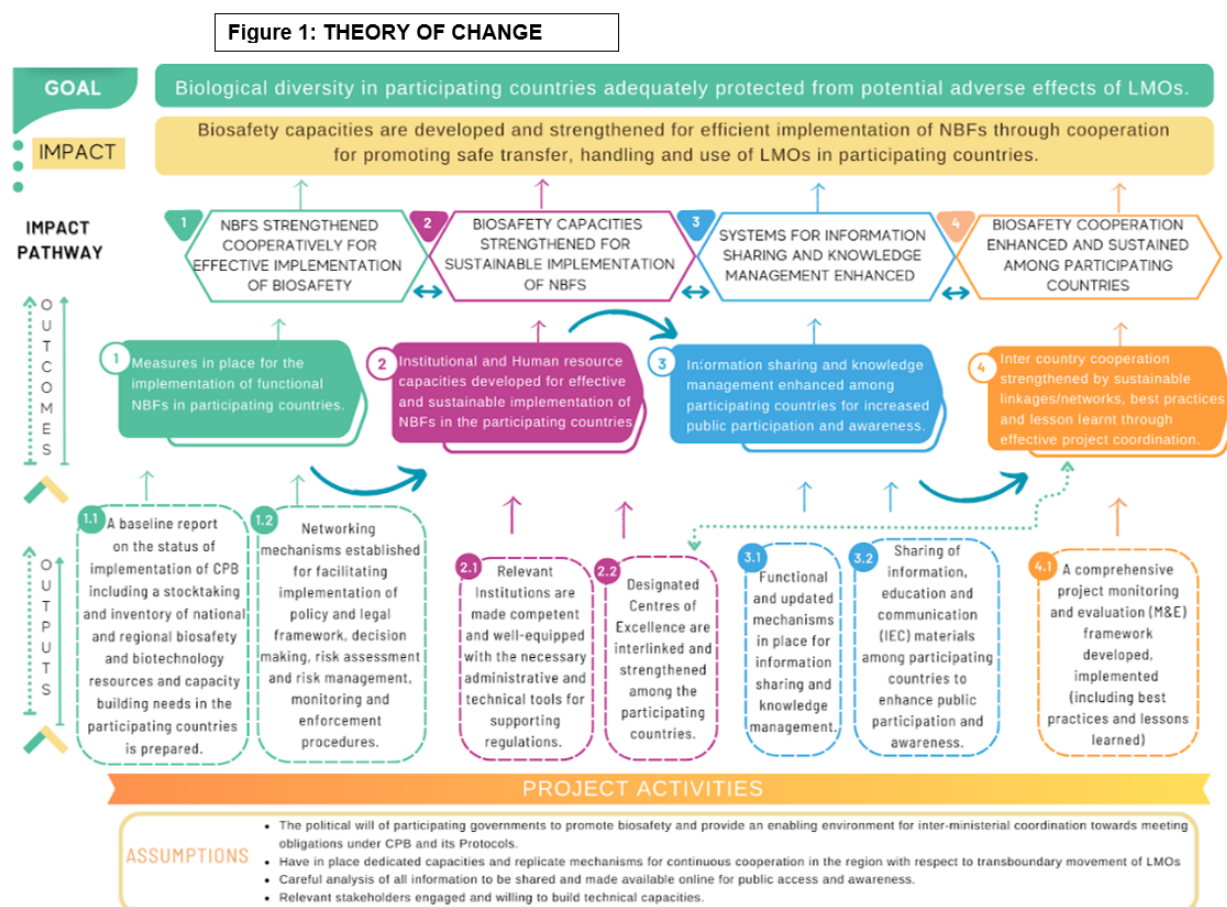 Figure 1: THEORY OF CHANGE
GOAL
Biological diversity in participating countries adequately protected from potential adverse effects of LMOs.
IMPACT
Biosafety capacities are developed and strengthened for efficient implementation of NBFs through cooperation
for promoting safe transfer, handling and use of LMOs in participating countries.
IMPACT
PATHWAY
1
NBFS STRENGTHENED
COOPERATIVELY FOR
EFFECTIVE IMPLEMENTATION
OF BIOSAFETY
2
BIOSAFETY CAPACITIES
STRENGTHENED FOR
SUSTAINABLE IMPLEMENTATION
OF NBFS
3
SYSTEMS FOR INFORMATION
SHARING AND KNOWLEDGE
MANAGEMENT ENHANCED
4
BIOSAFETY COOPERATION
ENHANCED AND SUSTAINED
AMONG PARTICIPATING
COUNTRIES
OUTCOMES
1
Measures in place for the
implementation of functional
NBFs in participating countries.
2
Institutional and Human resource
capacities developed for effective
and sustainable implementation of
NBFs in the participating countries
3
Information sharing and knowledge
management enhanced among
participating countries for increased
public participation and awareness.
4
Inter country cooperation
strengthened by sustainable
linkages/networks, best practices
and lesson learnt through
effective project coordination.
OUTPUTS
1.1
A baseline report
on the status of
implementation of CPB
including a stocktaking
and inventory of national
and regional biosafety
and biotechnology
resources and capacity
building needs in the
participating countries
is prepared.
1.2
Networking
mechanisms established
for facilitating
implementation of
policy and legal
framework, decision
making, risk assessment
and risk management,
monitoring and
enforcement
procedures.
2.1
Relevant
Institutions are
made competent
and well-equipped
with the necessary
administrative and
technical tools for
supporting
regulations.
2.2
Designated
Centres of
Excellence are
interlinked and
strengthened
among the
participating
countries.
3.1
Functional
and updated
mechanisms
in place for
information
sharing and
knowledge
management.
3.2
Sharing of
information,
education and
communication
(IEC) materials
among participating
countries to
enhance public
participation and
awareness.
4.1
A comprehensive
project monitoring
and evaluation (M&E)
framework
developed,
implemented
(including best
practices and lessons
learned)
PROJECT ACTIVITIES
ASSUMPTIONS
• The political will of participating governments to promote biosafety and provide an enabling environment for inter-ministerial coordination towards meeting
obligations under CPB and its Protocols.
• Have in place dedicated capacities and replicate mechanisms for continuous cooperation in the region with respect to transboundary movement of LMOs
• Careful analysis of all information to be shared and made available online for public access and awareness.
• Relevant stakeholders engaged and willing to build technical capacities.